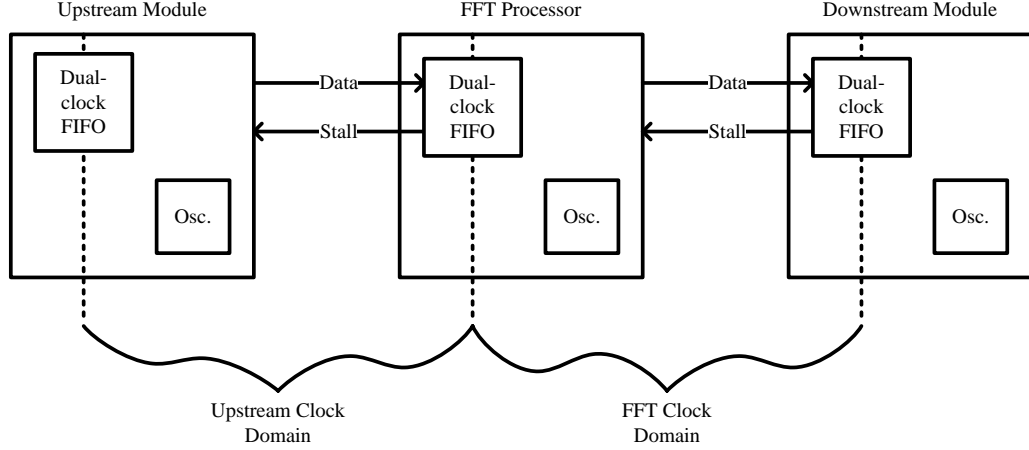 Upstream Module
FFT Processor
Downstream Module
Dual-
clock
FIFO
Data
Stall
Osc.
Dual-
clock
FIFO
Data
Stall
Osc.
Dual-
clock
FIFO
Osc.
Upstream Clock
Domain
FFT Clock
Domain